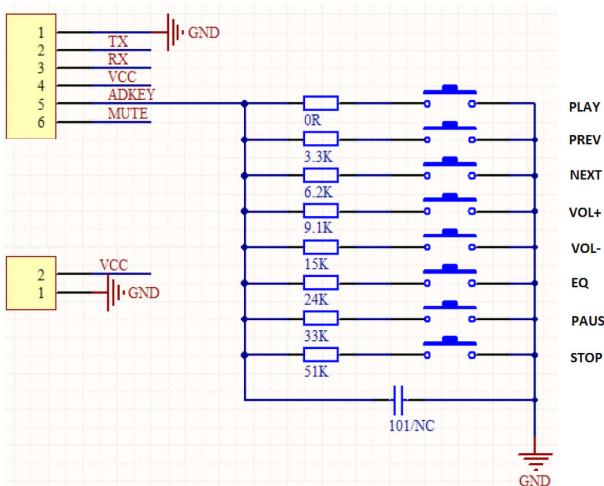 1 GND
2 TX
3 RX
4 VCC
5 ADKEY
6 MUTE
0R PLAY
3.3K PREV
6.2K NEXT
9.1K VOL+
15K VOL-
24K EQ
33K PAUS
51K STOP
2 VCC
1 GND
101/NC
GND